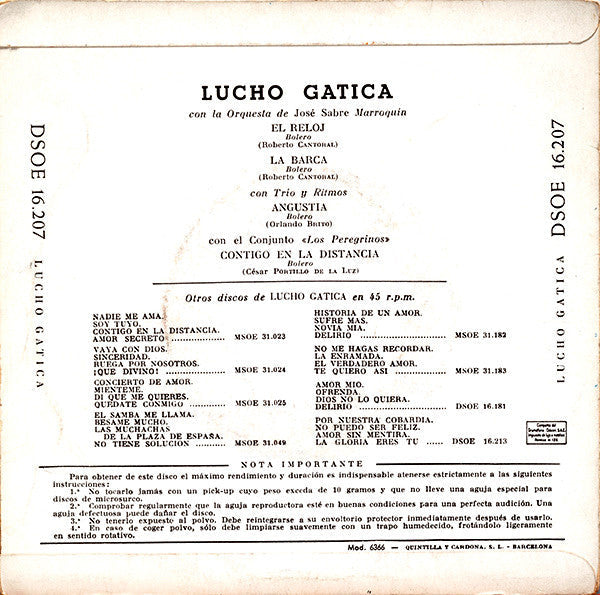 LUCHO GATICA
con la Orquesta de José Sabre Marroquín
EL RELOJ
Bolero
(Roberto CANTORAL)
LA BARCA
Bolero
(Roberto CANTORAL)
con Trío y Ritmos
ANGUSTIA
Bolero
(Orlando BRITO)
con el Conjunto «Los Peregrinos»
CONTIGO EN LA DISTANCIA
Bolero
(César PORTILLO DE LA LUZ)
DSOE 16.207 LUCHO GATICA
DSOE 16.207
LUCHO GATICA
Otros discos de LUCHO GATICA en 45 r.p.m.
NADIE ME AMA.
SOY TUYO.
CONTIGO EN LA DISTANCIA.
AMOR SECRETO .................. MSOE 31.023
VAYA CON DIOS.
SINCERIDAD.
RUEGA POR NOSOTROS.
¡QUE DIVINO! .................. MSOE 31.024
CONCIERTO DE AMOR.
MIENTEME.
DI QUE ME QUIERES.
QUEDATE CONMIGO ............ MSOE 31.025
EL SAMBA ME LLAMA.
BESAME MUCHO.
LAS MUCHACHAS
DE LA PLAZA DE ESPAÑA.
NO TIENE SOLUCION ......... MSOE 31.049
HISTORIA DE UN AMOR.
SUFRE MAS.
NOVIA MIA.
DELIRIO ........................ MSOE 31.182
NO ME HAGAS RECORDAR.
LA ENRAMADA.
EL VERDADERO AMOR.
TE QUIERO ASI ............... MSOE 31.183
AMOR MIO.
OFRENDA.
DIOS NO LO QUIERA.
DELIRIO ........................ DSOE 16.181
POR NUESTRA COBARDIA.
NO PUEDO SER FELIZ.
AMOR SIN MENTIRA.
LA GLORIA ERES TU ...... DSOE 16.213
Compañía del
Gramófono Odeón S.A.E.
NOTA IMPORTANTE
Para obtener de este disco el máximo rendimiento y duración es indispensable atenerse estrictamente a las siguientes
instrucciones:
1.ª No tocarlo jamás con un pick-up cuyo peso exceda de 10 gramos y que no lleve una aguja especial para
discos de microsurco.
2.ª Comprobar regularmente que la aguja reproductora esté en buenas condiciones para una perfecta audición. Una
aguja defectuosa puede dañar el disco.
3.ª No tenerlo expuesto al polvo. Debe reintegrarse a su envoltorio protector inmediatamente después de usarlo.
4.ª En caso de coger polvo, sólo debe limpiarse suavemente con un trapo humedecido, frotándolo ligeramente
en sentido rotativo.
Mod. 6366 — QUINTILLA Y CARDONA, S. L. - BARCELONA